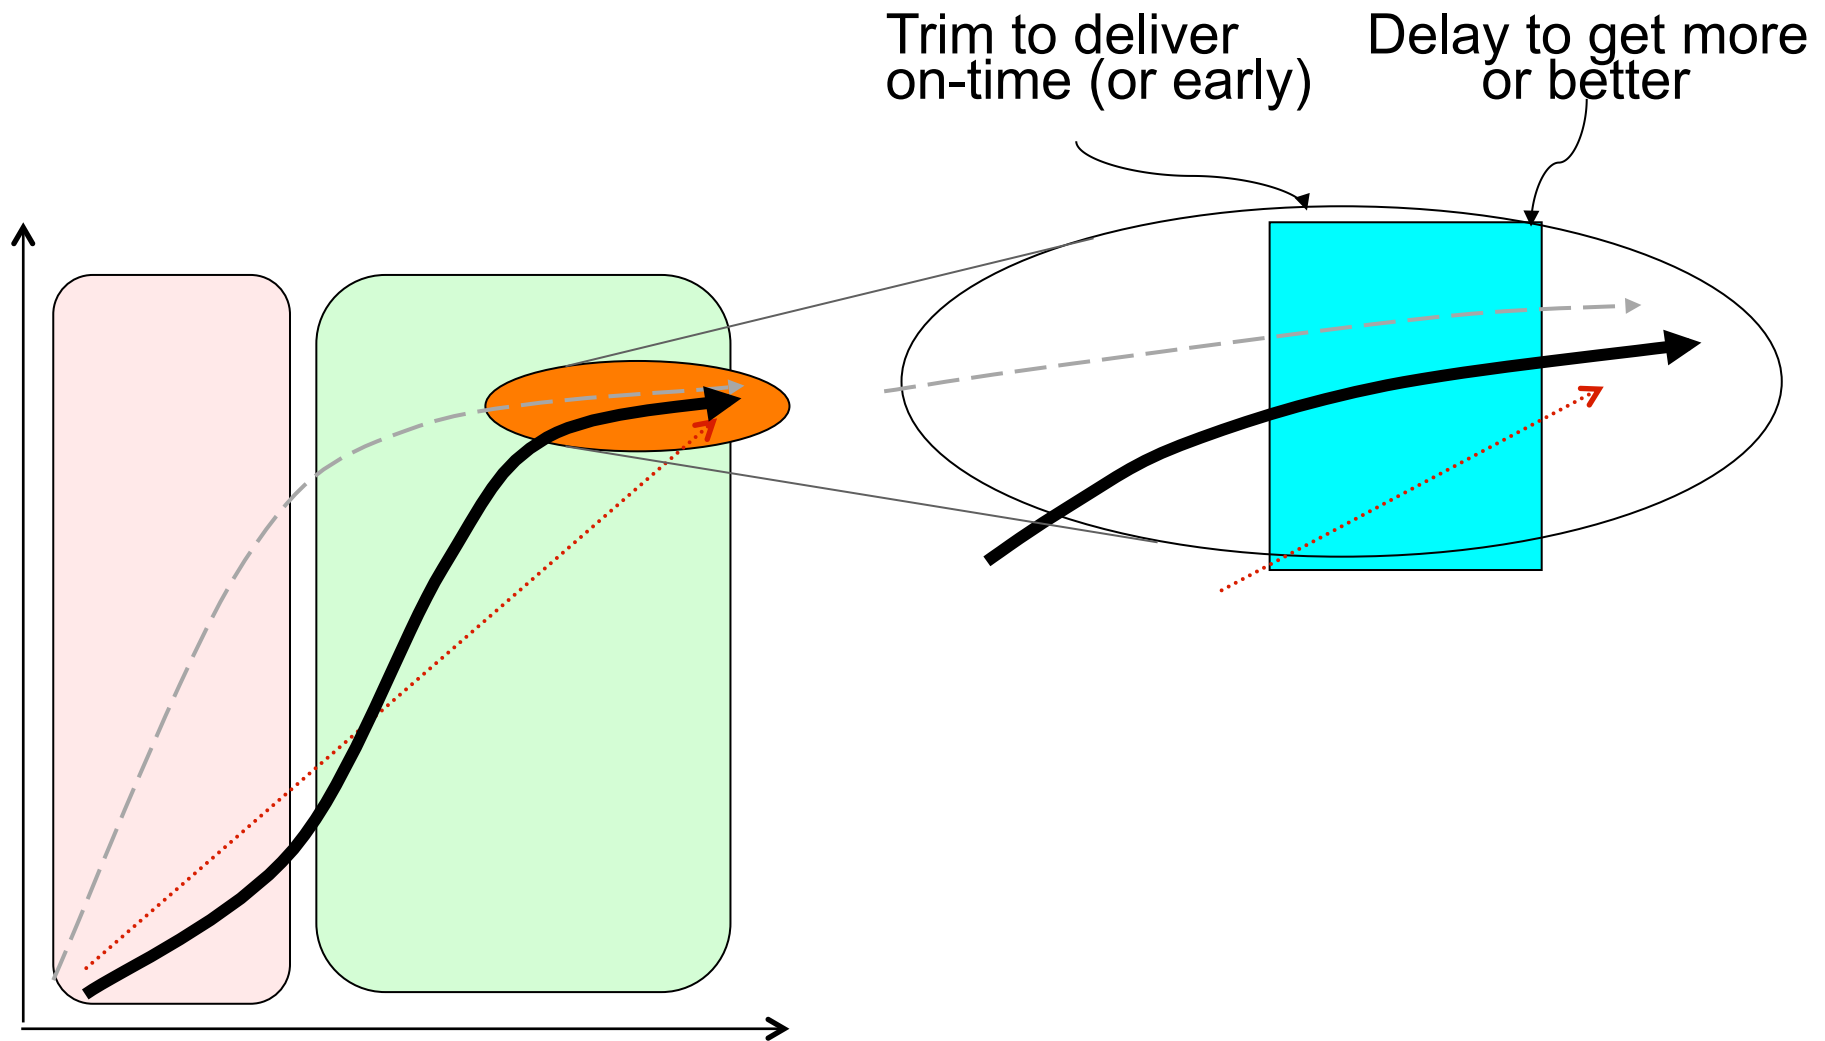 Trim to deliver
on-time (or early)
Delay to get more
or better